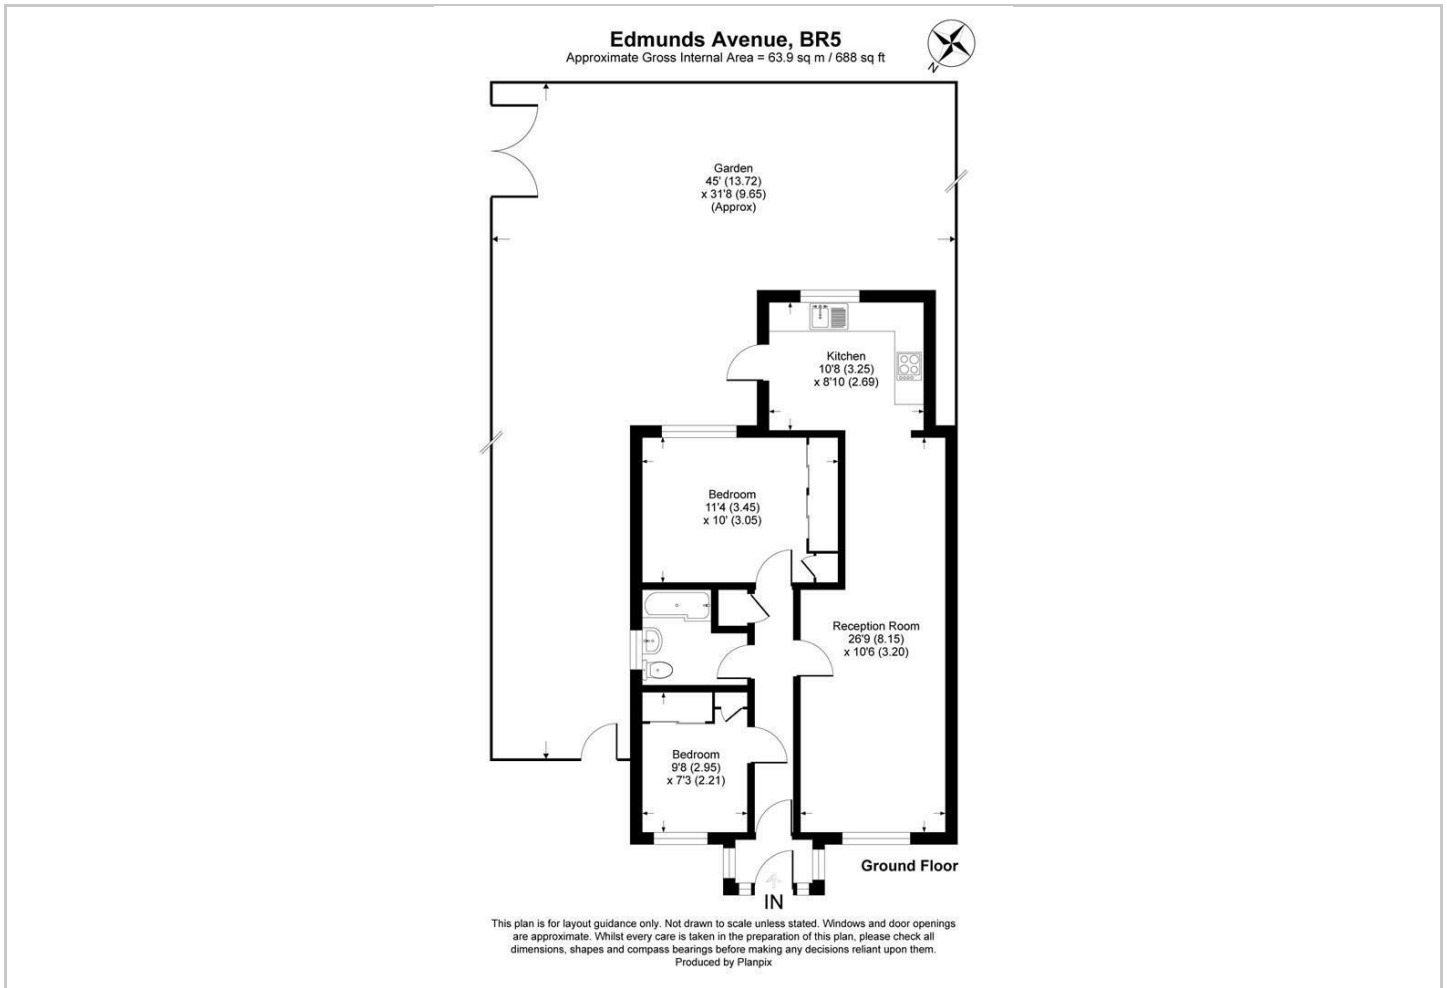 Edmunds Avenue, BR5
Approximate Gross Internal Area = 63.9 sq m / 688 sq ft
N
Garden
45' (13.72)
x 31'8 (9.65)
(Approx)
Kitchen
10'8 (3.25)
x 8'10 (2.69)
Bedroom
11'4 (3.45)
x 10' (3.05)
Reception Room
26'9 (8.15)
x 10'6 (3.20)
Bedroom
9'8 (2.95)
x 7'3 (2.21)
Ground Floor
IN
This plan is for layout guidance only. Not drawn to scale unless stated. Windows and door openings
are approximate. Whilst every care is taken in the preparation of this plan, please check all
dimensions, shapes and compass bearings before making any decisions reliant upon them.
Produced by Planpix